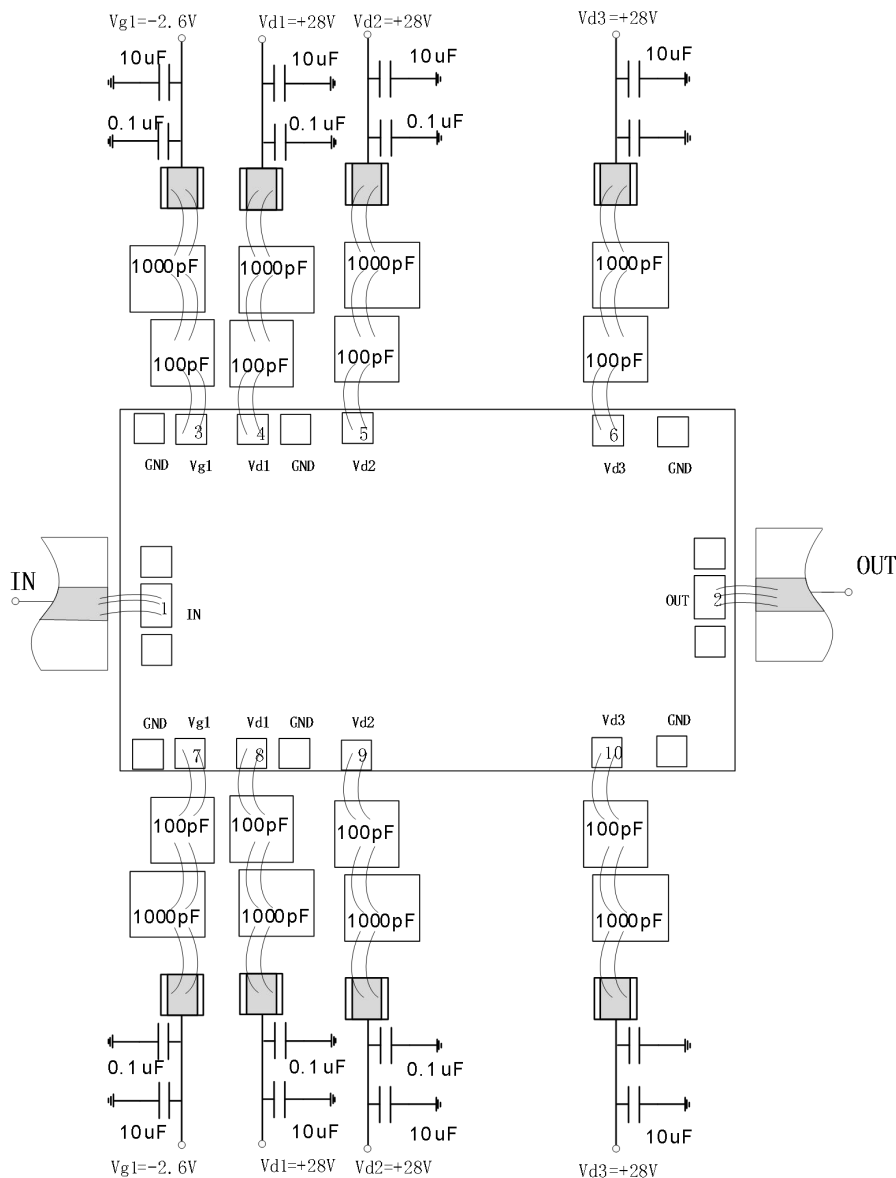 Vg1=-2.6V Vd1=+28V Vd2=+28V Vd3=+28V
10uF 10uF 10uF 10uF
0.1uF 0.1uF 0.1uF
1000pF 1000pF 1000pF 1000pF
100pF 100pF 100pF 100pF
3 4 5 6
GND Vg1 Vd1 GND Vd2 Vd3 GND
IN 1 IN OUT 2 OUT
GND Vg1 Vd1 GND Vd2 Vd3 GND
7 8 9 10
100pF 100pF 100pF 100pF
1000pF 1000pF 1000pF 1000pF
0.1uF 0.1uF 0.1uF
10uF 10uF 10uF 10uF
Vg1=-2.6V Vd1=+28V Vd2=+28V Vd3=+28V